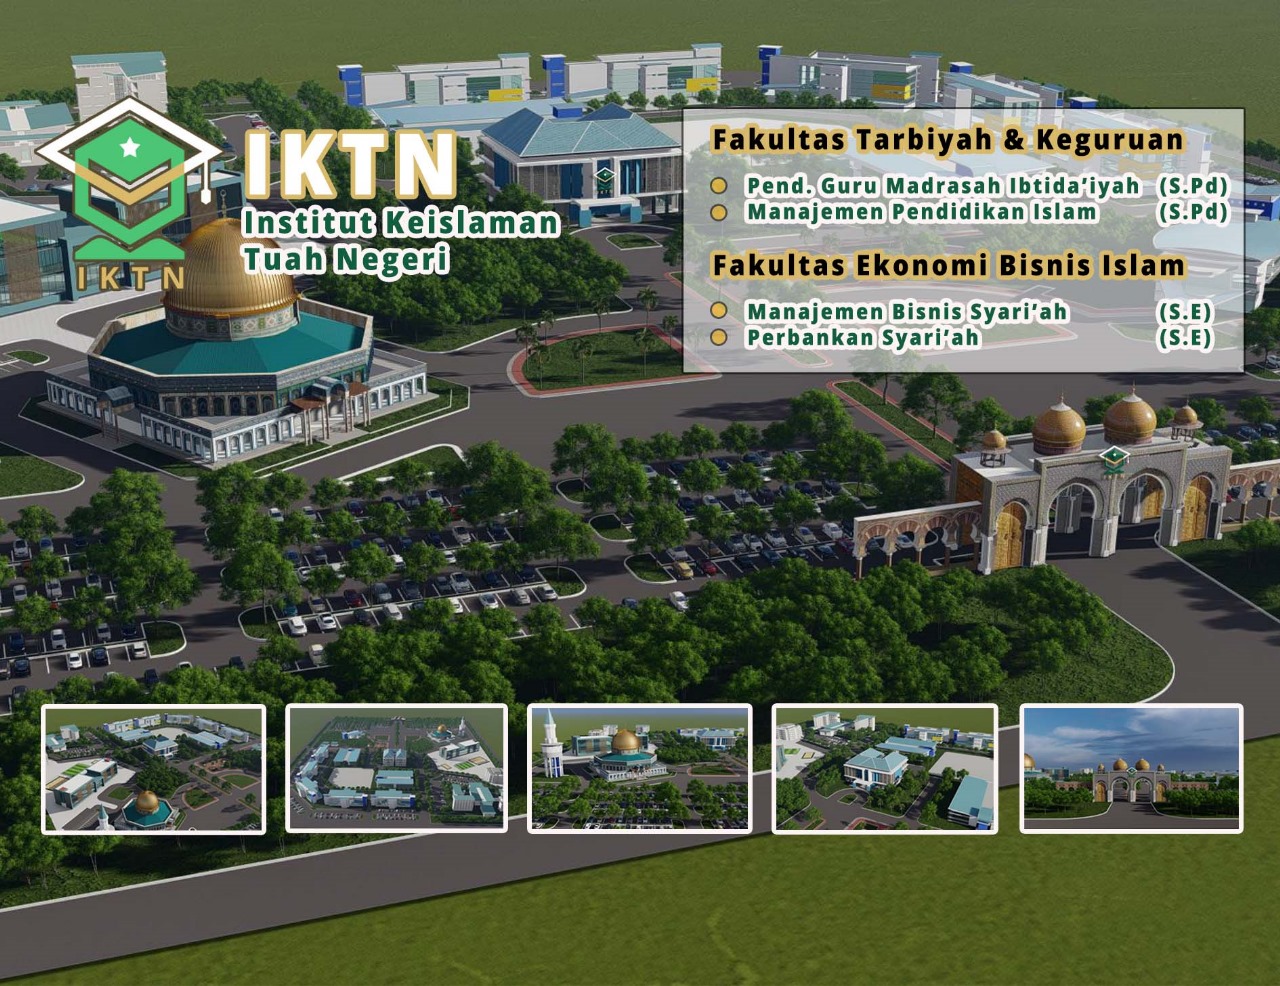 IKTN
IKTN
Institut Keislaman
Tuah Negeri
Fakultas Tarbiyah & Keguruan
Pend. Guru Madrasah Ibtida'iyah (S.Pd)
Manajemen Pendidikan Islam (S.Pd)
Fakultas Ekonomi Bisnis Islam
Manajemen Bisnis Syari'ah (S.E)
Perbankan Syari'ah (S.E)